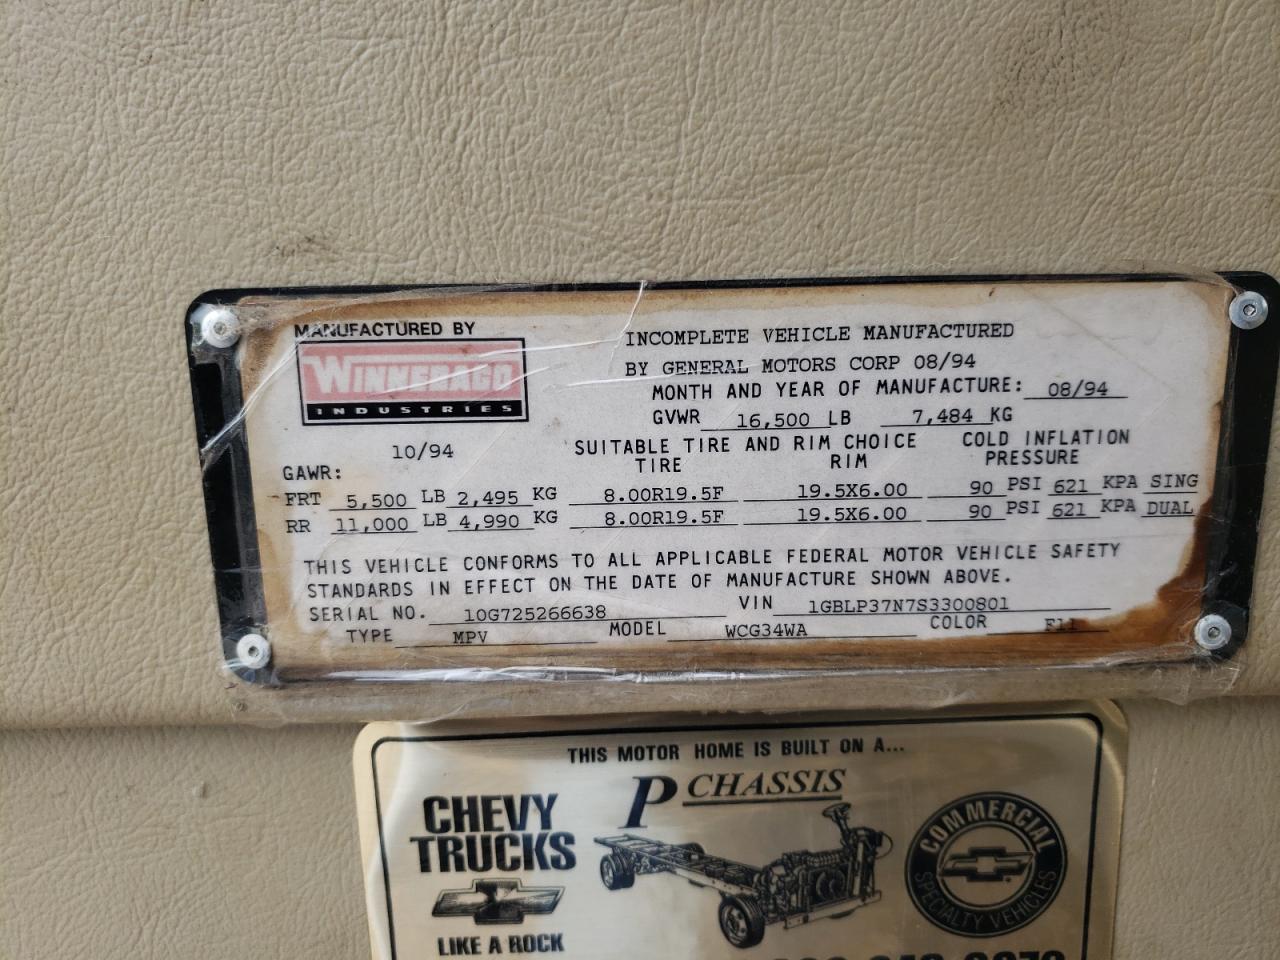 MANUFACTURED BY
WINNEBAGO
INDUSTRIES
INCOMPLETE VEHICLE MANUFACTURED
BY GENERAL MOTORS CORP 08/94
MONTH AND YEAR OF MANUFACTURE: 08/94
GVWR 16,500 LB 7,484 KG
10/94
SUITABLE TIRE AND RIM CHOICE
TIRE RIM
COLD INFLATION
PRESSURE
GAWR:
FRT 5,500 LB 2,495 KG 8.00R19.5F 19.5X6.00 90 PSI 621 KPA SING
RR 11,000 LB 4,990 KG 8.00R19.5F 19.5X6.00 90 PSI 621 KPA DUAL
THIS VEHICLE CONFORMS TO ALL APPLICABLE FEDERAL MOTOR VEHICLE SAFETY
STANDARDS IN EFFECT ON THE DATE OF MANUFACTURE SHOWN ABOVE.
SERIAL NO. 10G725266638 VIN 1GBLP37N7S3300801
TYPE MPV MODEL WCG34WA COLOR F11
THIS MOTOR HOME IS BUILT ON A...
P CHASSIS
CHEVY
TRUCKS
LIKE A ROCK
COMMERCIAL
SPECIALTY VEHICLES